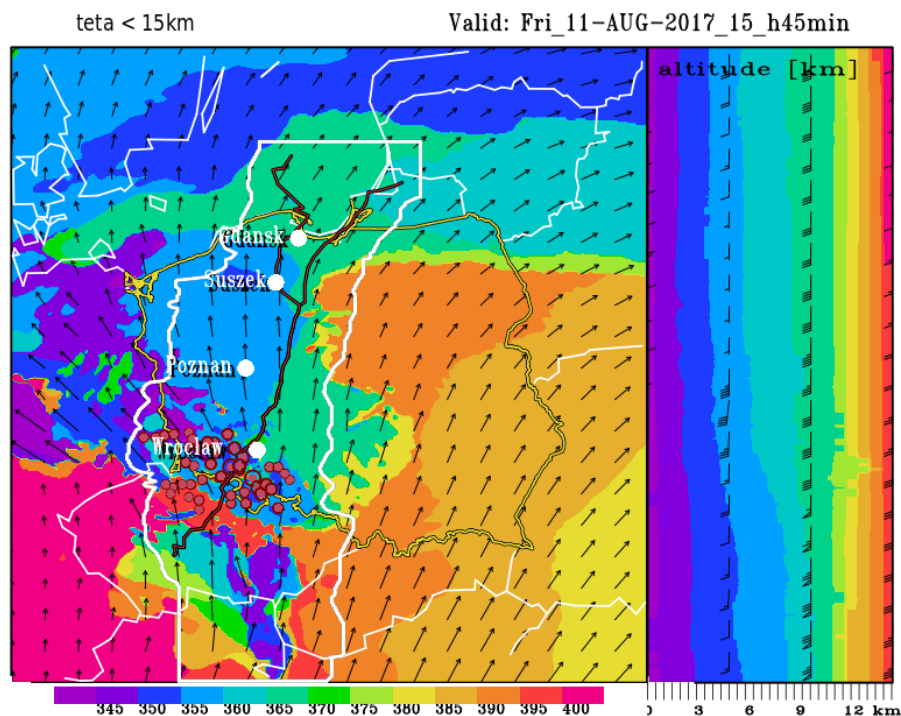 teta < 15km
Valid: Fri_11-AUG-2017_15_h45min
altitude [km]
Gdansk
Suszek
Poznan
Wroclaw
345 350 355 360 365 370 375 380 385 390 395 400
0 3 6 9 12 km